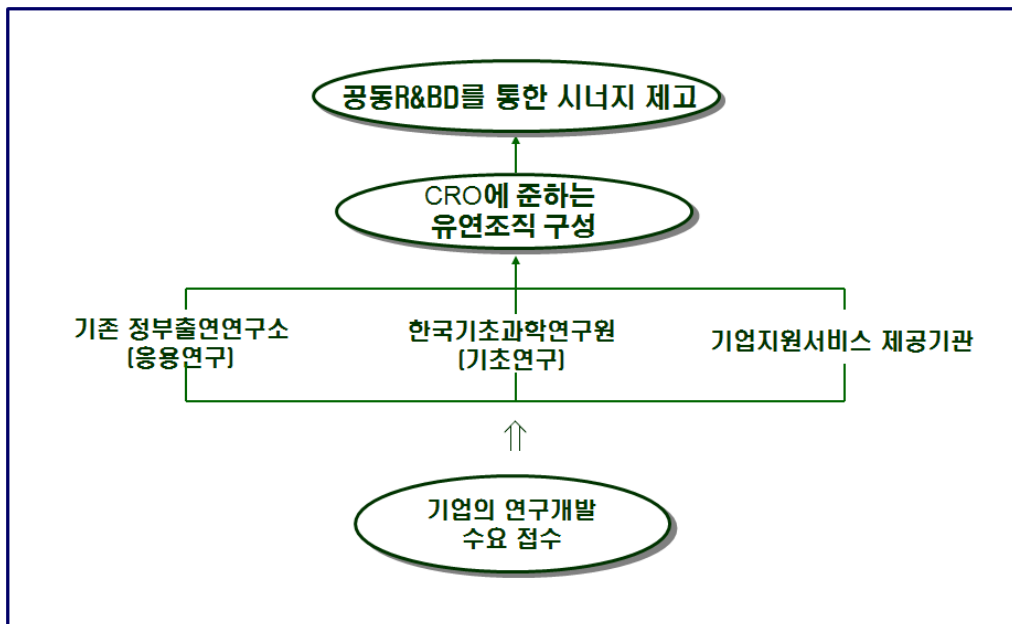 공동R&BD를 통한 시너지 제고
CRO에 준하는
유연조직 구성
기존 정부출연연구소
(응용연구)
한국기초과학연구원
(기초연구)
기업지원서비스 제공기관
기업의 연구개발
수요 접수